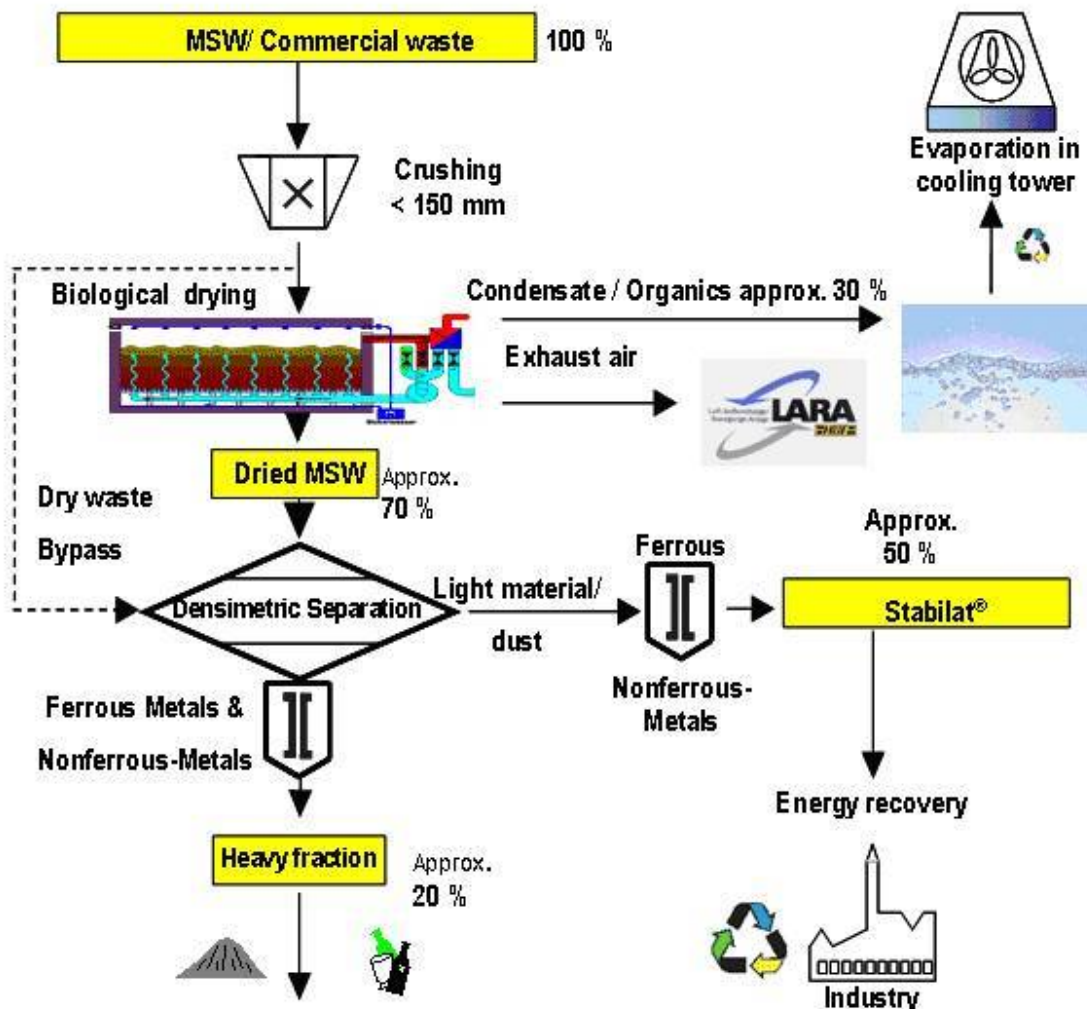 MSW/ Commercial waste
100 %
Evaporation in
cooling tower
Crushing
< 150 mm
Biological drying
Condensate / Organics approx. 30 %
Exhaust air
LARA
Dried MSW
Approx.
70 %
Dry waste
Bypass
Densimetric Separation
Light material/
dust
Ferrous
Nonferrous-
Metals
Approx.
50 %
Stabilat®
Ferrous Metals &
Nonferrous-Metals
Energy recovery
Heavy fraction
Approx.
20 %
Industry